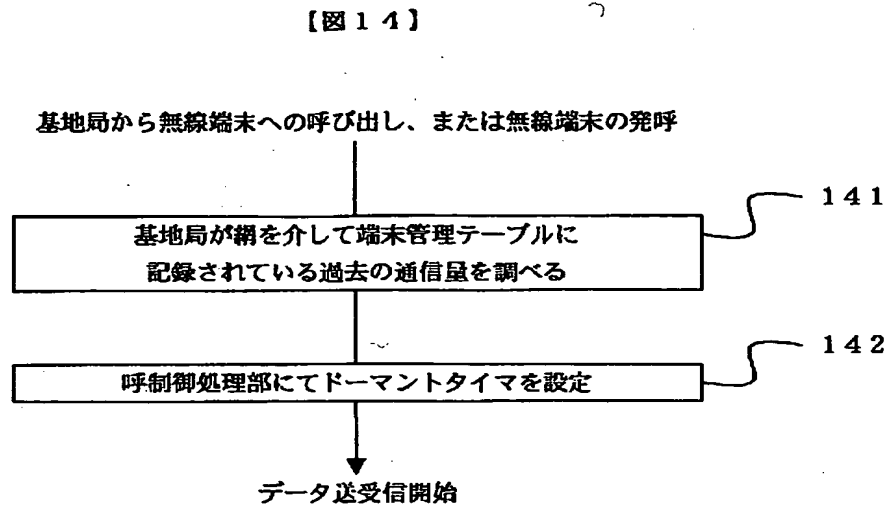 【図１４】
基地局から無線端末への呼び出し、または無線端末の発呼
１４１
基地局が網を介して端末管理テーブルに
記録されている過去の通信量を調べる
１４２
呼制御処理部にてドーマントタイマを設定
データ送受信開始